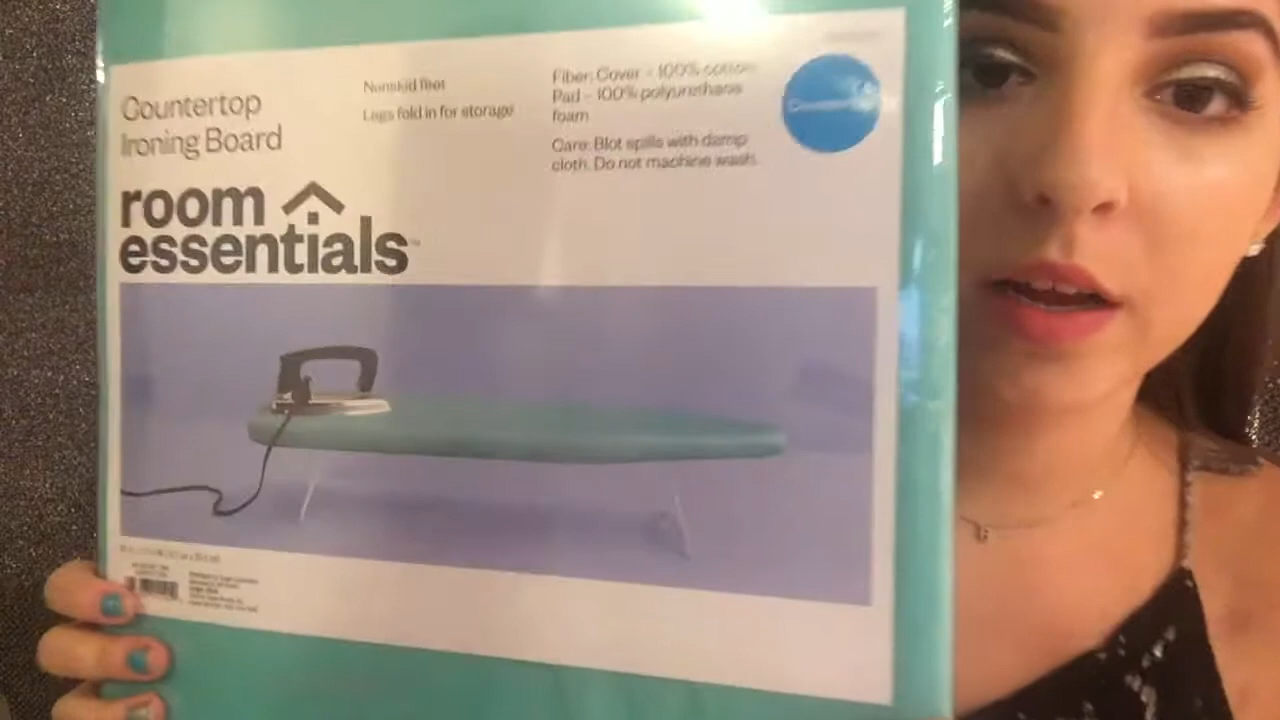 Countertop
Ironing Board
Nonskid feet
Legs fold in for storage
Fiber: Cover - 100% cotton
Pad - 100% polyurethane
foam
Care: Blot spills with damp
cloth. Do not machine wash.
room
essentials